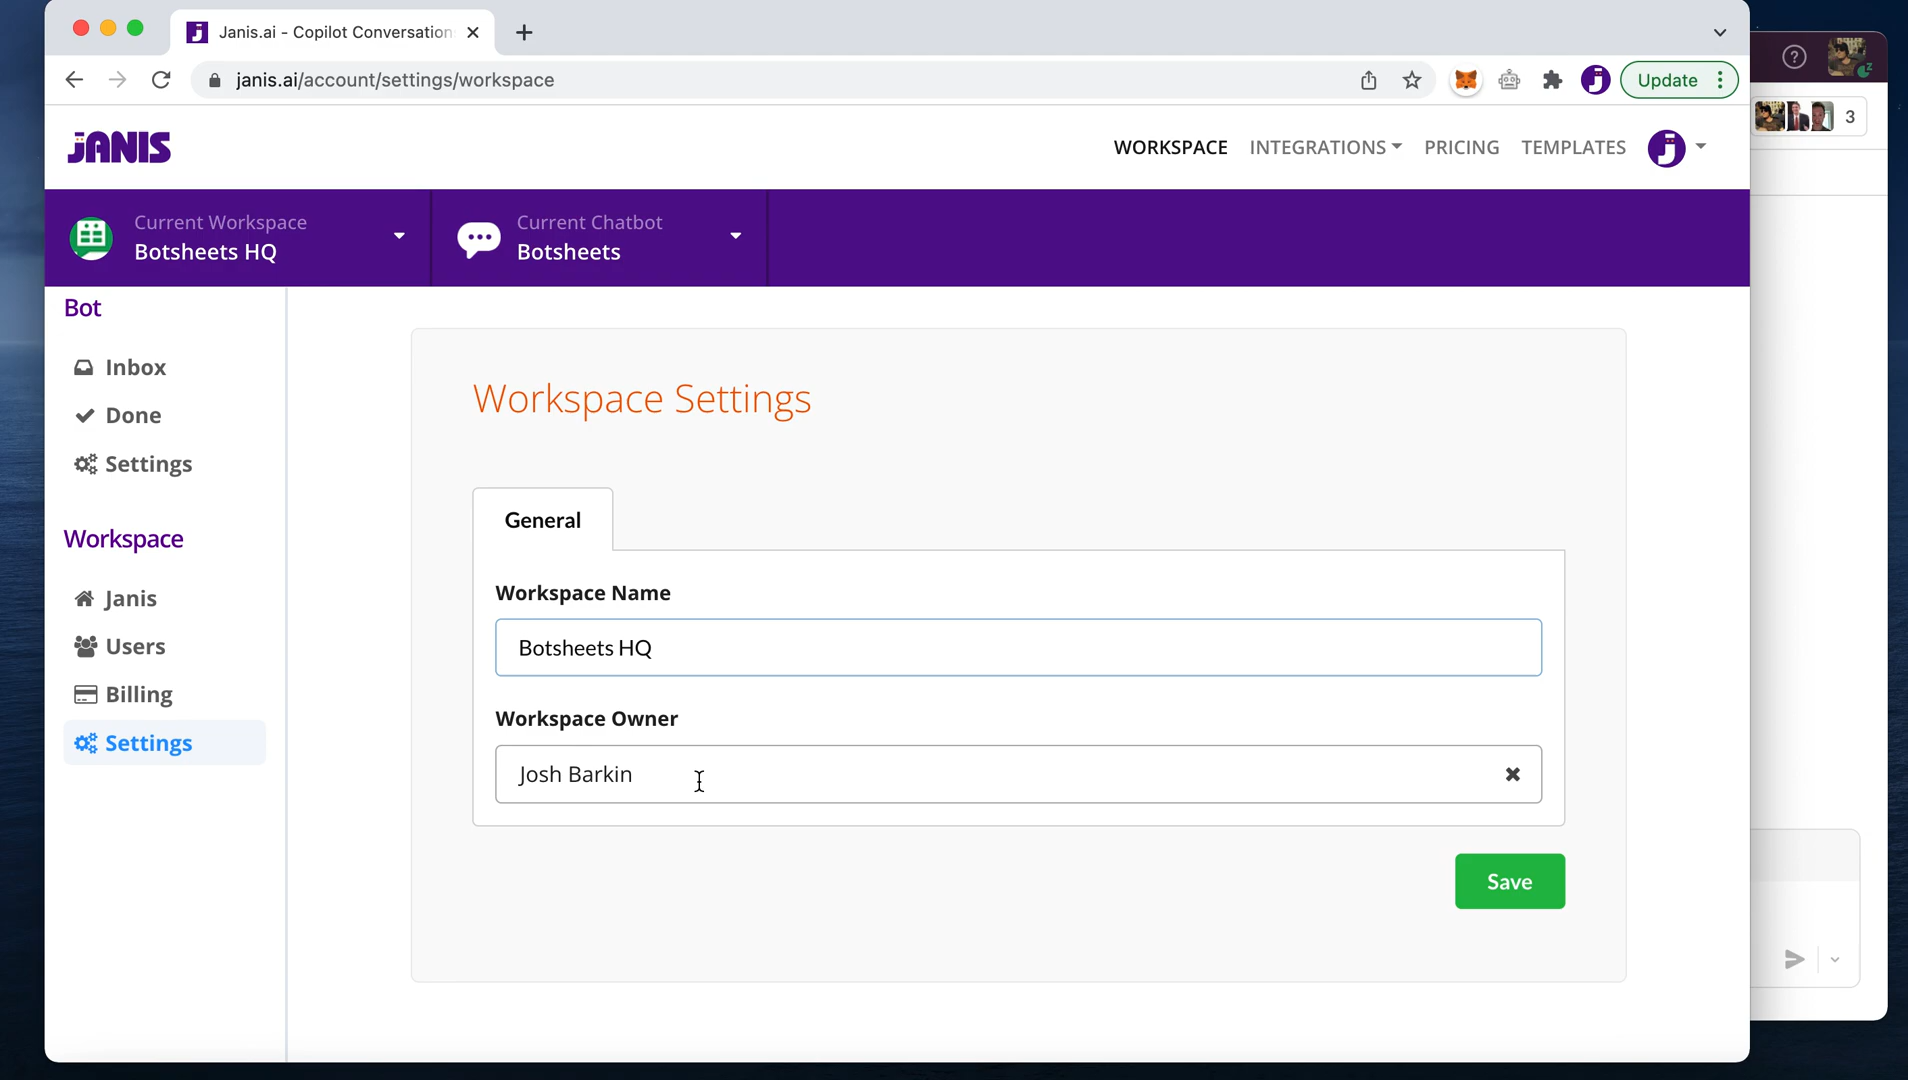 Janis.ai - Copilot Conversation
janis.ai/account/settings/workspace
Update
JANIS
WORKSPACE
INTEGRATIONS
PRICING
TEMPLATES
3
Current Workspace
Botsheets HQ
Current Chatbot
Botsheets
Bot
Inbox
Done
Settings
Workspace
Janis
Users
Billing
Settings
Workspace Settings
General
Workspace Name
Botsheets HQ
Workspace Owner
Josh Barkin
Save